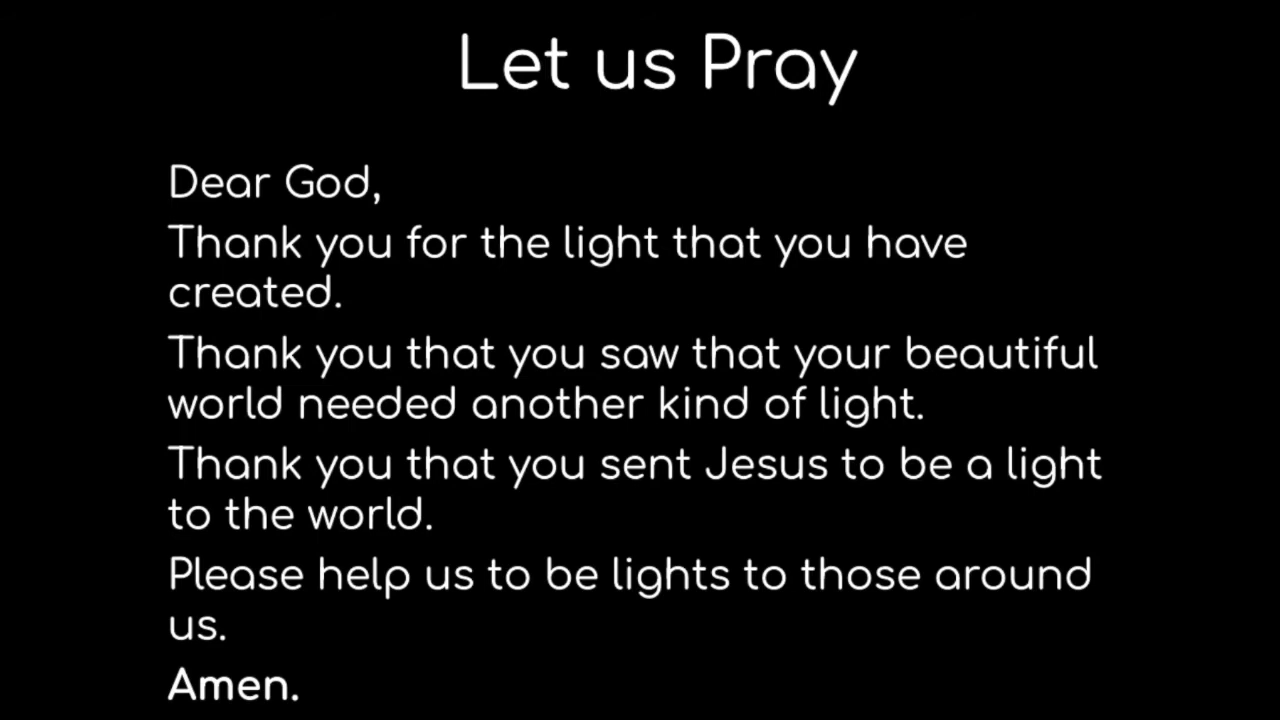 Let us Pray
Dear God,
Thank you for the light that you have
created.
Thank you that you saw that your beautiful
world needed another kind of light.
Thank you that you sent Jesus to be a light
to the world.
Please help us to be lights to those around
us.
Amen.